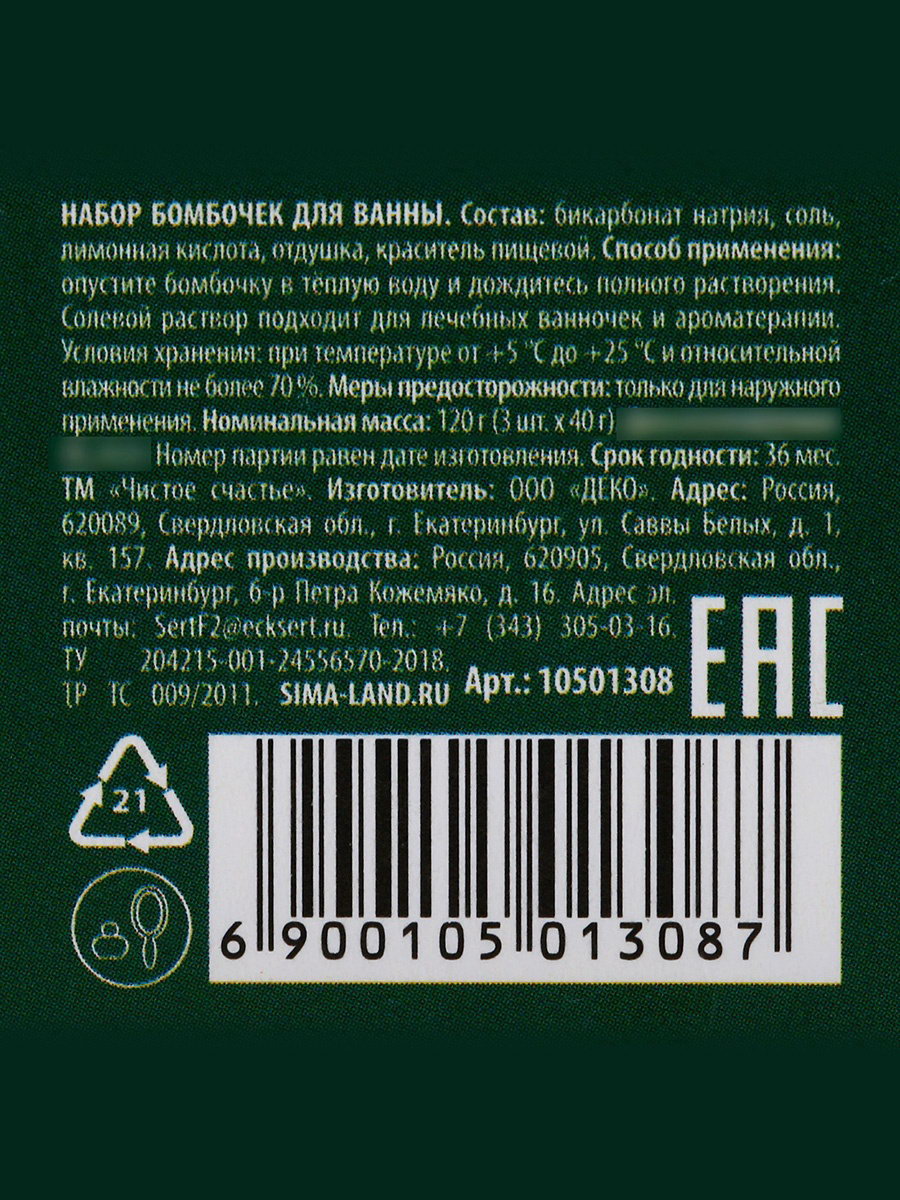 НАБОР БОМБОЧЕК ДЛЯ ВАННЫ. Состав: бикарбонат натрия, соль,
лимонная кислота, отдушка, краситель пищевой. Способ применения:
опустите бомбочку в тёплую воду и дождитесь полного растворения.
Солевой раствор подходит для лечебных ванночек и ароматерапии.
Условия хранения: при температуре от +5 °С до +25 °С и относительной
влажности не более 70 %. Меры предосторожности: только для наружного
применения. Номинальная масса: 120 г (3 шт. х 40 г)
Номер партии равен дате изготовления. Срок годности: 36 мес.
ТМ «Чистое счастье». Изготовитель: ООО «ДЕКО». Адрес: Россия,
620089, Свердловская обл., г. Екатеринбург, ул. Саввы Белых, д. 1,
кв. 157. Адрес производства: Россия, 620905, Свердловская обл.,
г. Екатеринбург, б-р Петра Кожемяко, д. 16. Адрес эл.
почты: SertF2@ecksert.ru. Тел.: +7 (343) 305-03-16.
ТУ 204215-001-24556570-2018.
ТР ТС 009/2011. SIMA-LAND.RU Арт.: 10501308
EAC
21
6 900105 013087